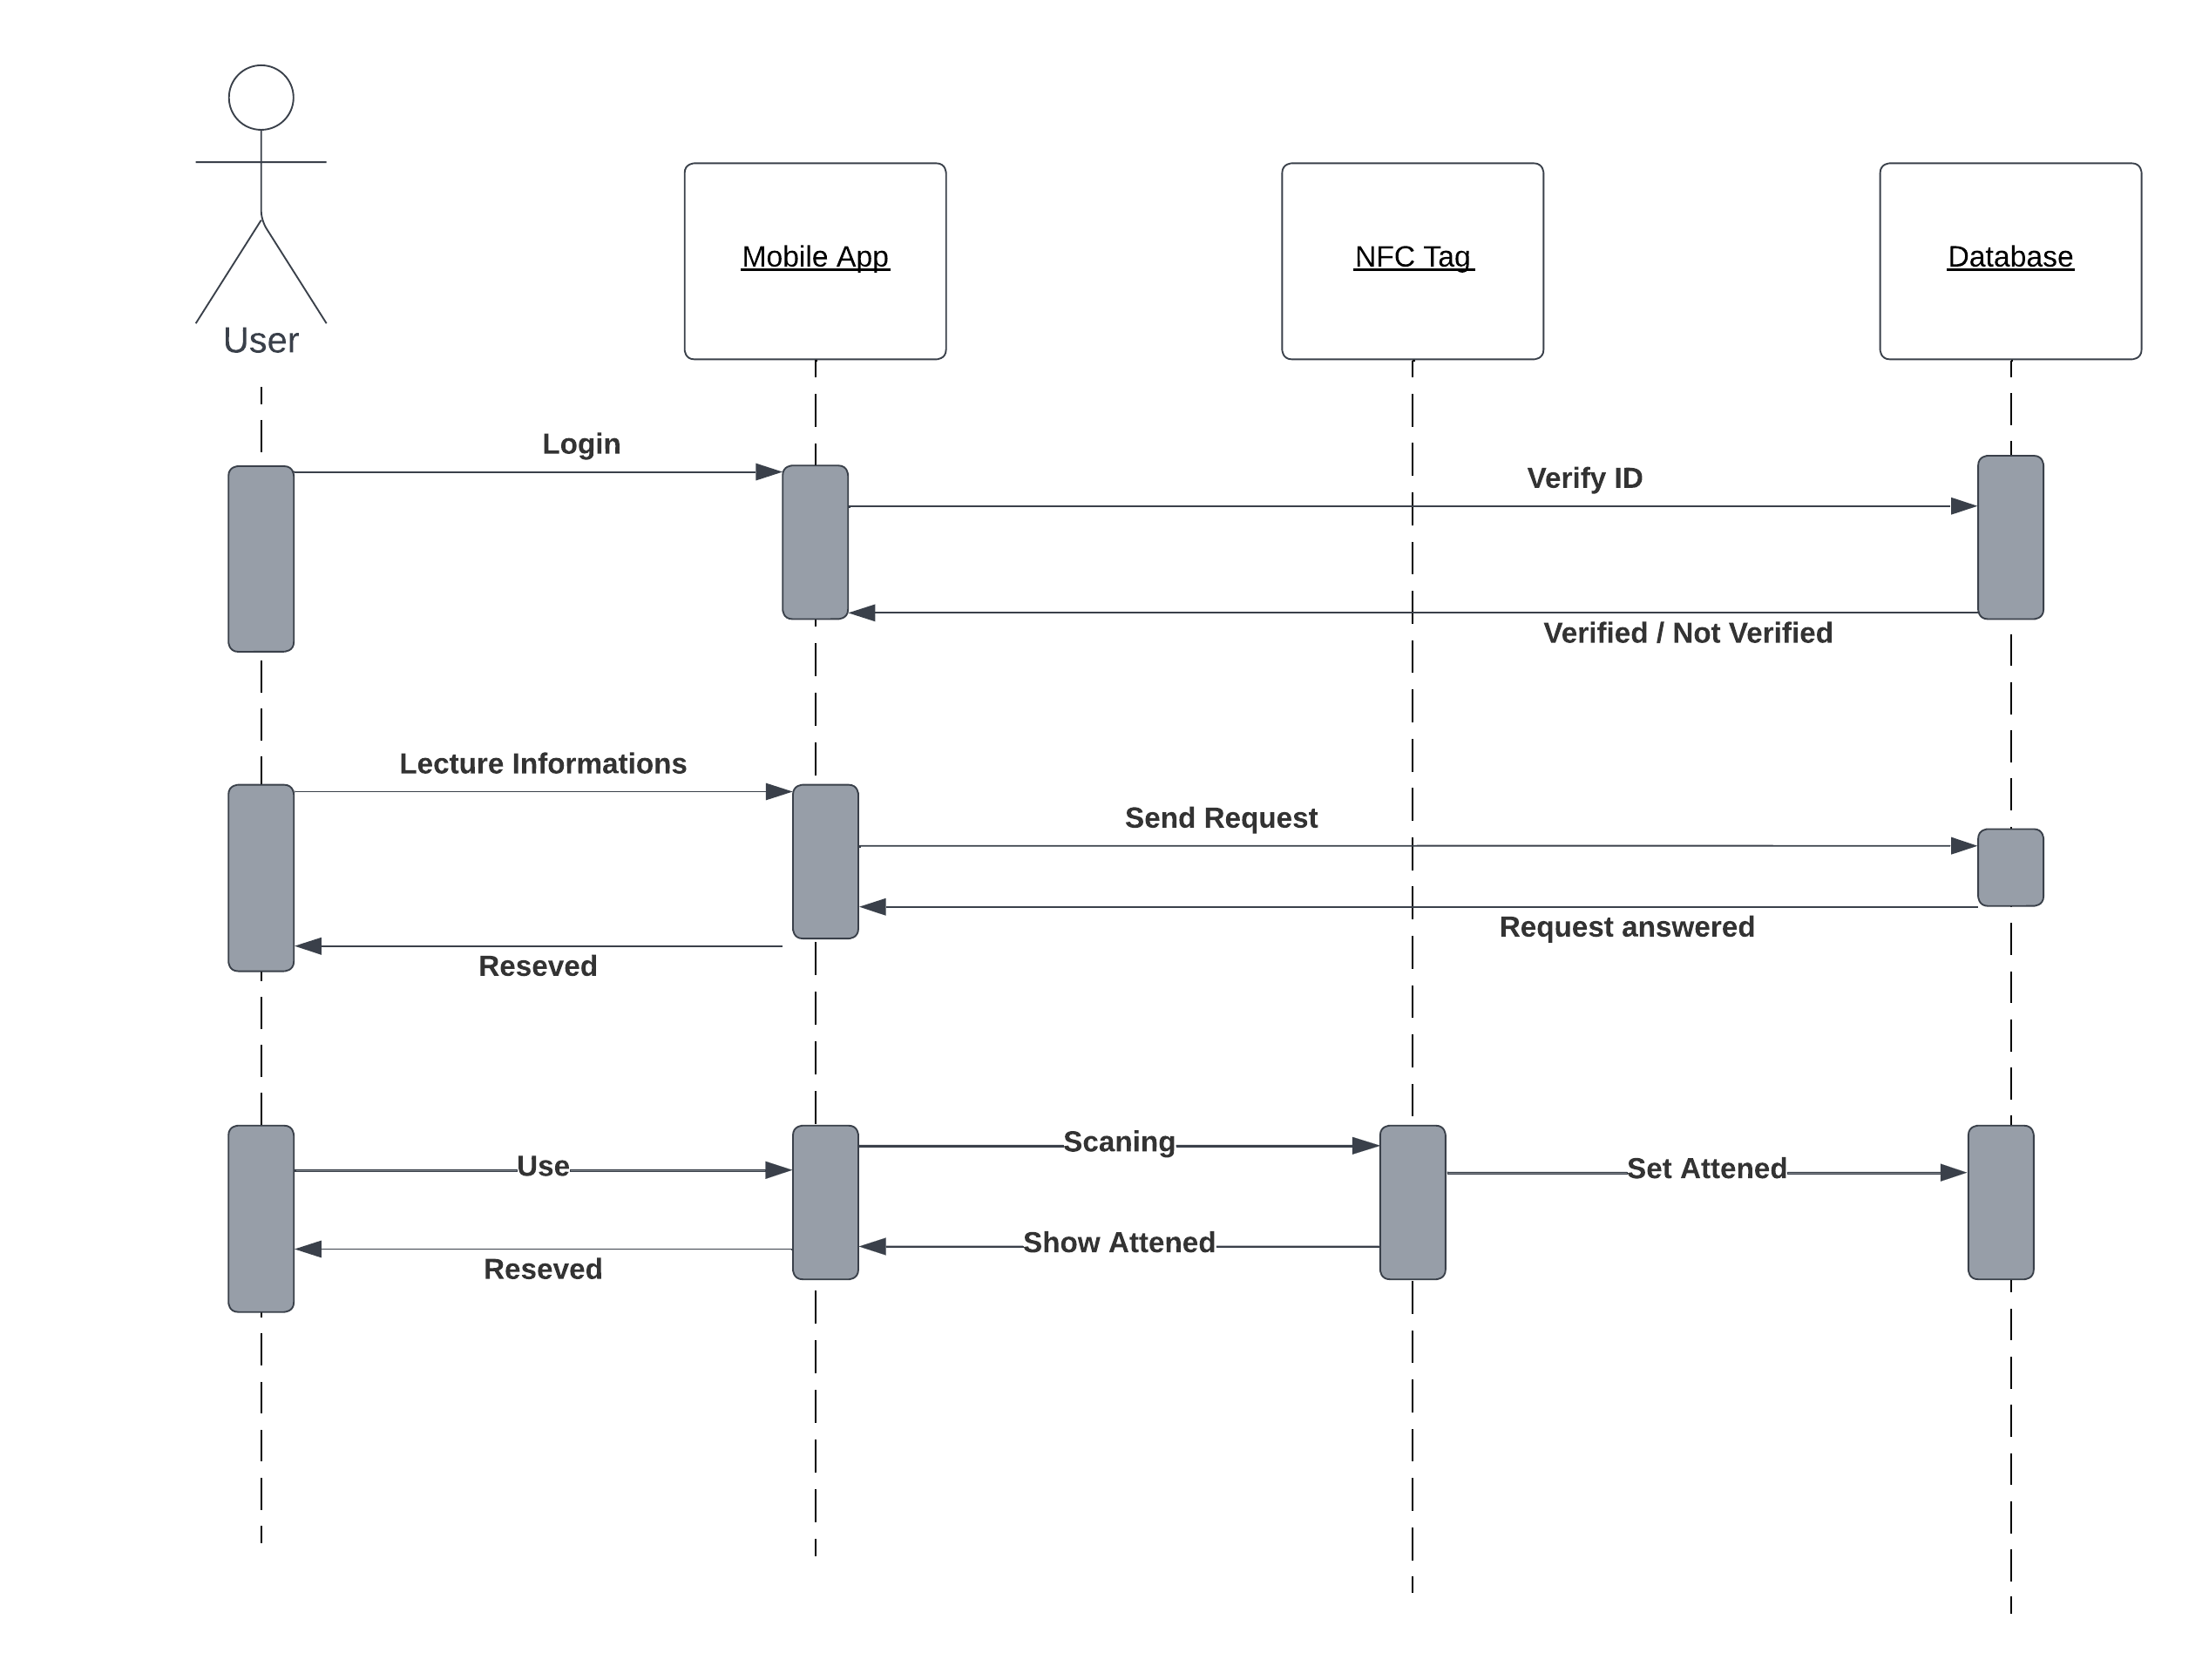 User
Mobile App
NFC Tag
Database
Login
Verify ID
Verified / Not Verified
Lecture Informations
Send Request
Request answered
Reseved
Scaning
Use
Set Attened
Show Attened
Reseved